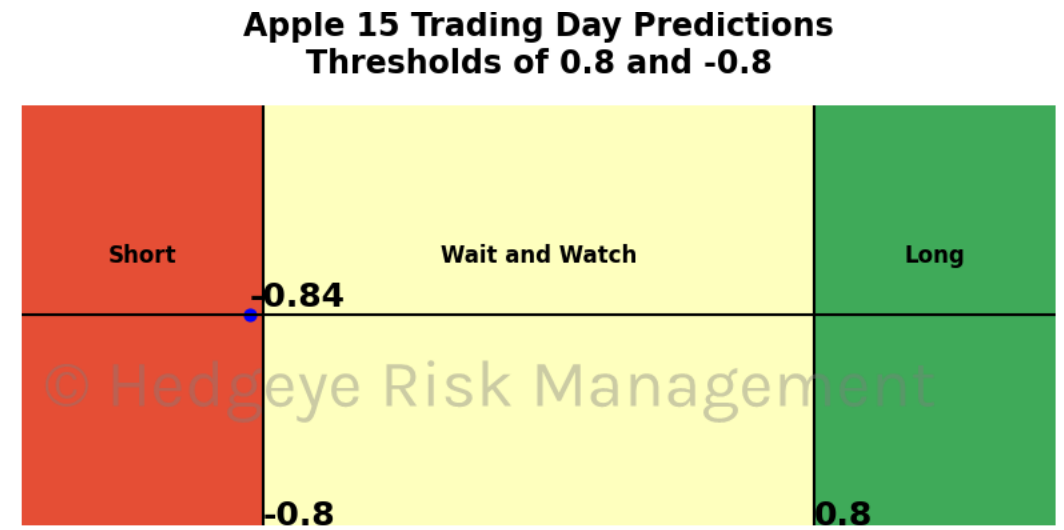 Apple 15 Trading Day Predictions
Thresholds of 0.8 and -0.8
Short
Wait and Watch
Long
-0.84
© Hedgeye Risk Management
-0.8
0.8